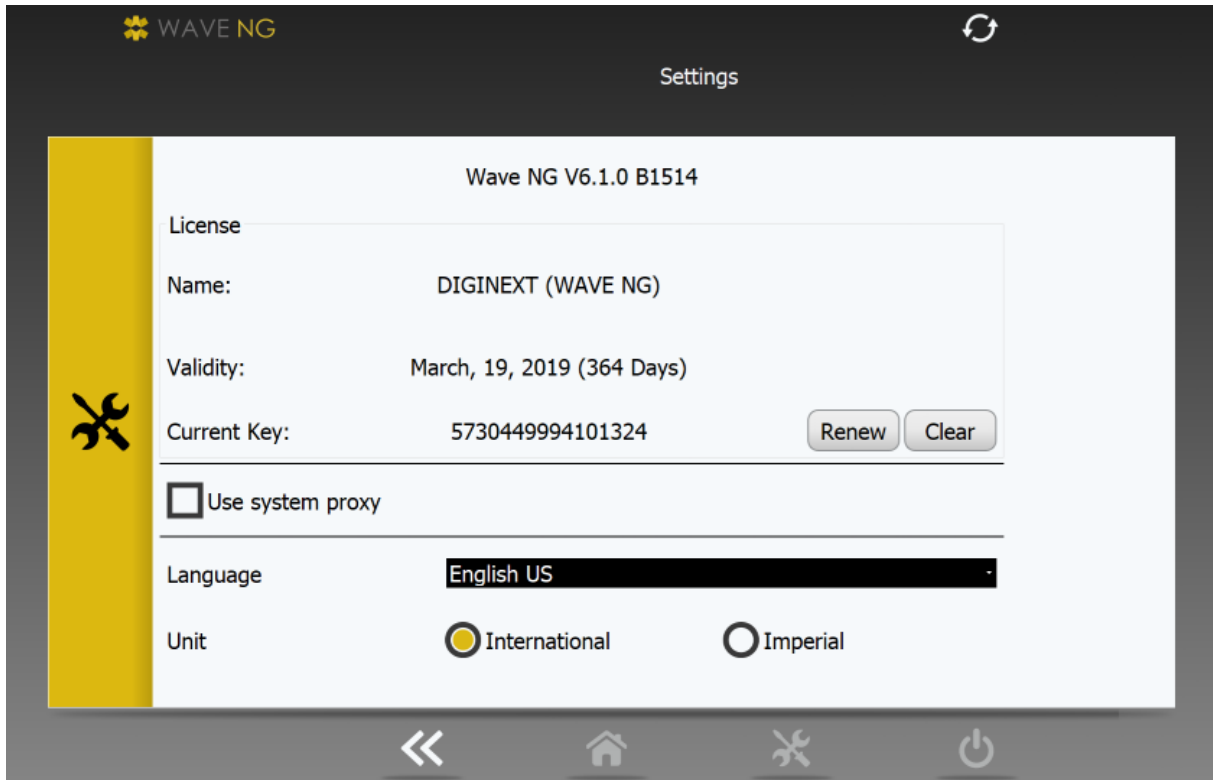 WAVE NG
Settings
Wave NG V6.1.0 B1514
License
Name: DIGINEXT (WAVE NG)
Validity: March, 19, 2019 (364 Days)
Current Key: 5730449994101324 Renew Clear
Use system proxy
Language English US
Unit International Imperial